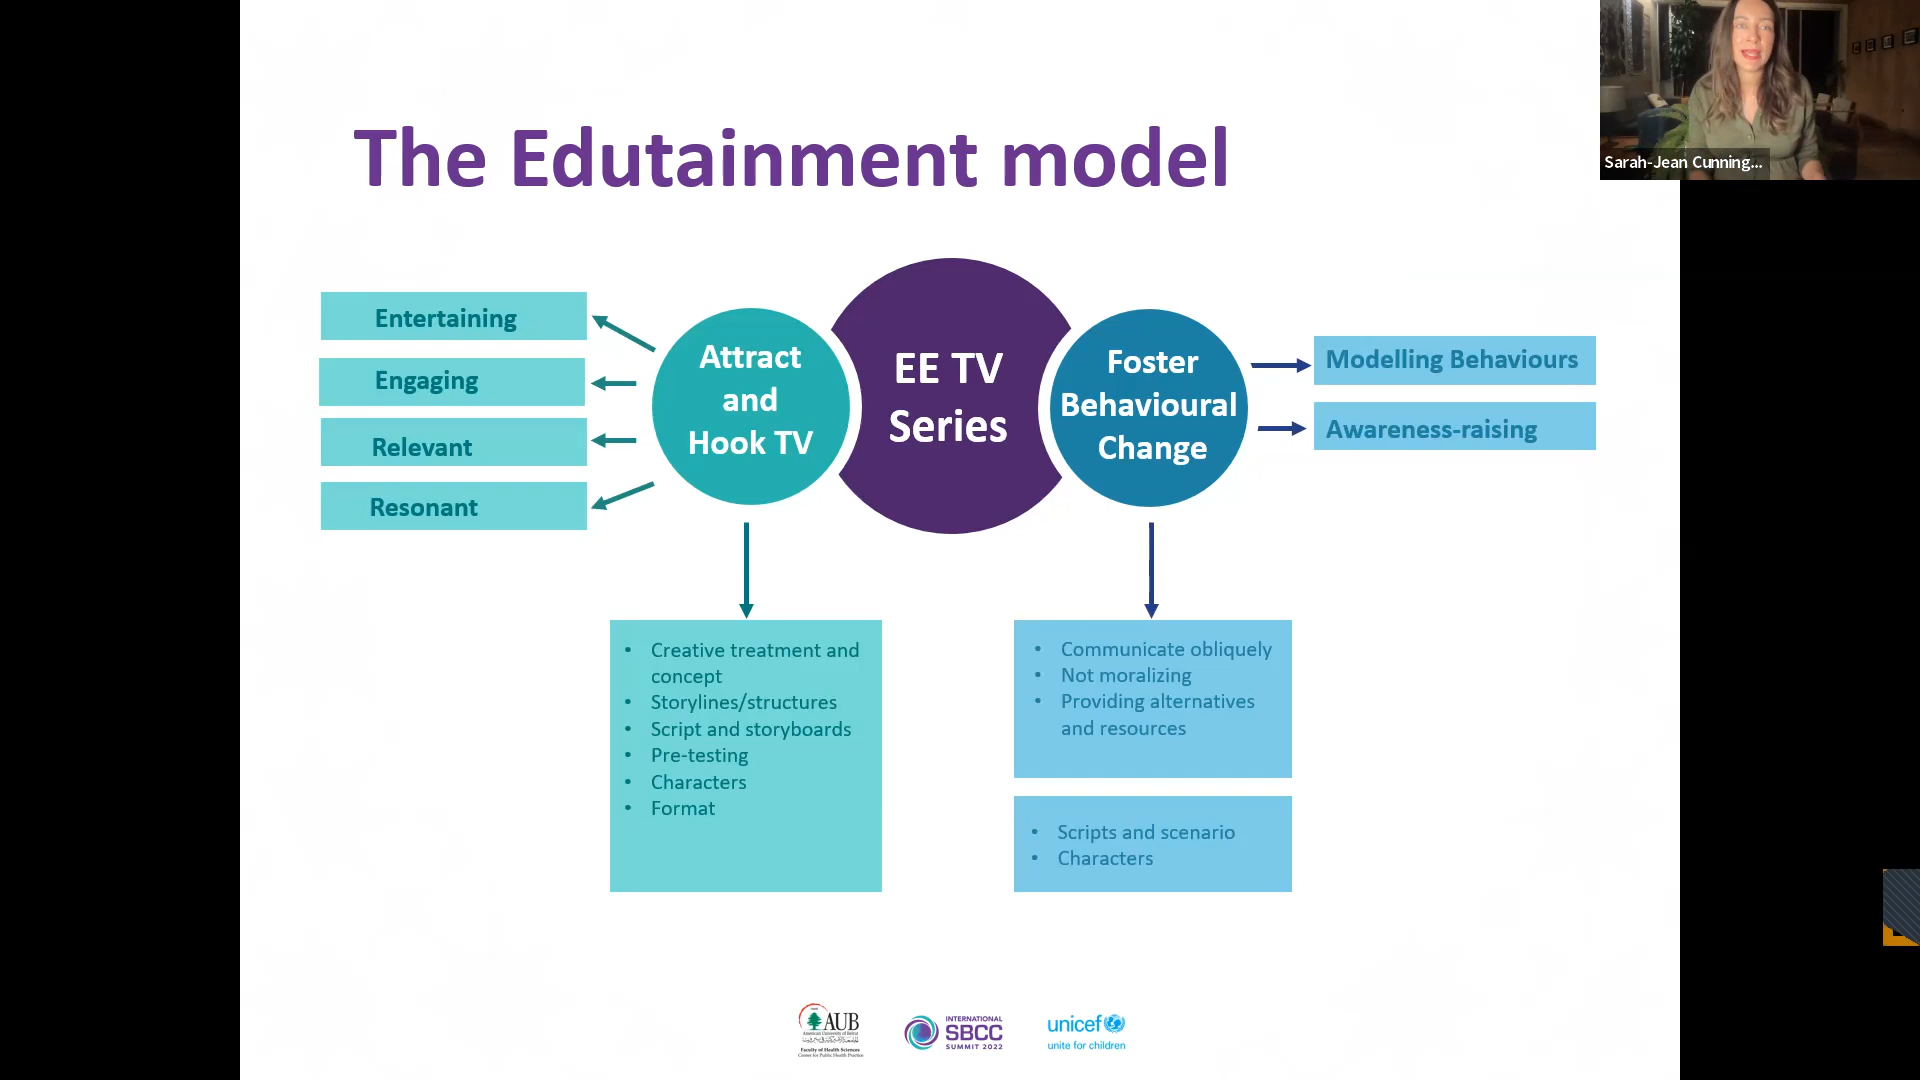 Sarah-Jean Cunning...
The Edutainment model
Entertaining
Engaging
Relevant
Resonant
Attract
and
Hook TV
EE TV
Series
Foster
Behavioural
Change
Modelling Behaviours
Awareness-raising
• Creative treatment and
concept
• Storylines/structures
• Script and storyboards
• Pre-testing
• Characters
• Format
• Communicate obliquely
• Not moralizing
• Providing alternatives
and resources
• Scripts and scenario
• Characters
AUB
American University of Beirut
Faculty of Health Sciences
Center for Public Health Practice
INTERNATIONAL
SBCC
SUMMIT 2022
unicef
unite for children